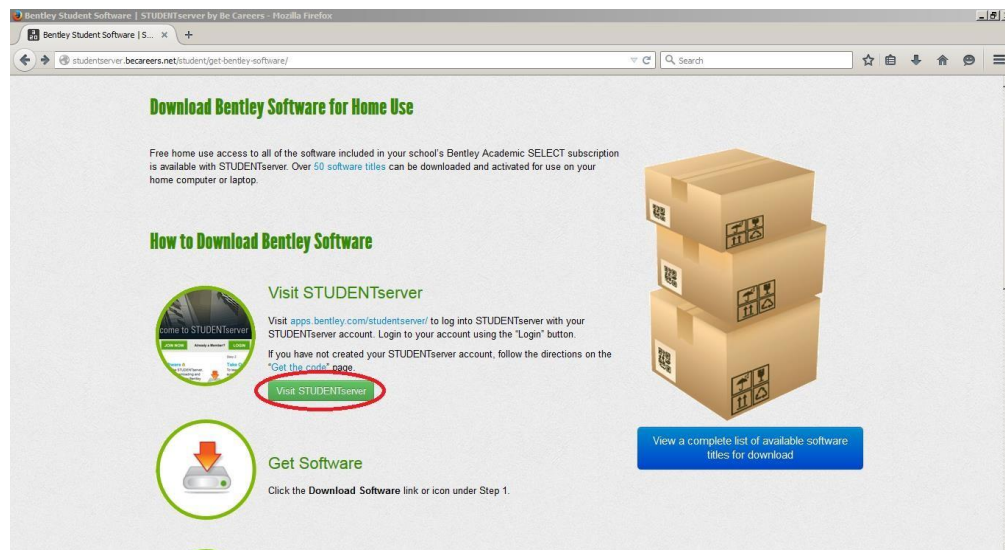 Bentley Student Software | STUDENTserver by Be Careers - Mozilla Firefox
Bentley Student Software | S... × +
studentserver.becareers.net/student/get-bentley-software/
Search
Download Bentley Software for Home Use
Free home use access to all of the software included in your school's Bentley Academic SELECT subscription
is available with STUDENTserver. Over 50 software titles can be downloaded and activated for use on your
home computer or laptop.
How to Download Bentley Software
Visit STUDENTserver
Visit apps.bentley.com/studentserver/ to log into STUDENTserver with your
STUDENTserver account. Login to your account using the "Login" button.
If you have not created your STUDENTserver account, follow the directions on the
"Get the code" page.
Visit STUDENTserver
come to STUDENTserver
JOIN NOW Already a Member? LOGIN
View a complete list of available software
titles for download
Get Software
Click the Download Software link or icon under Step 1.